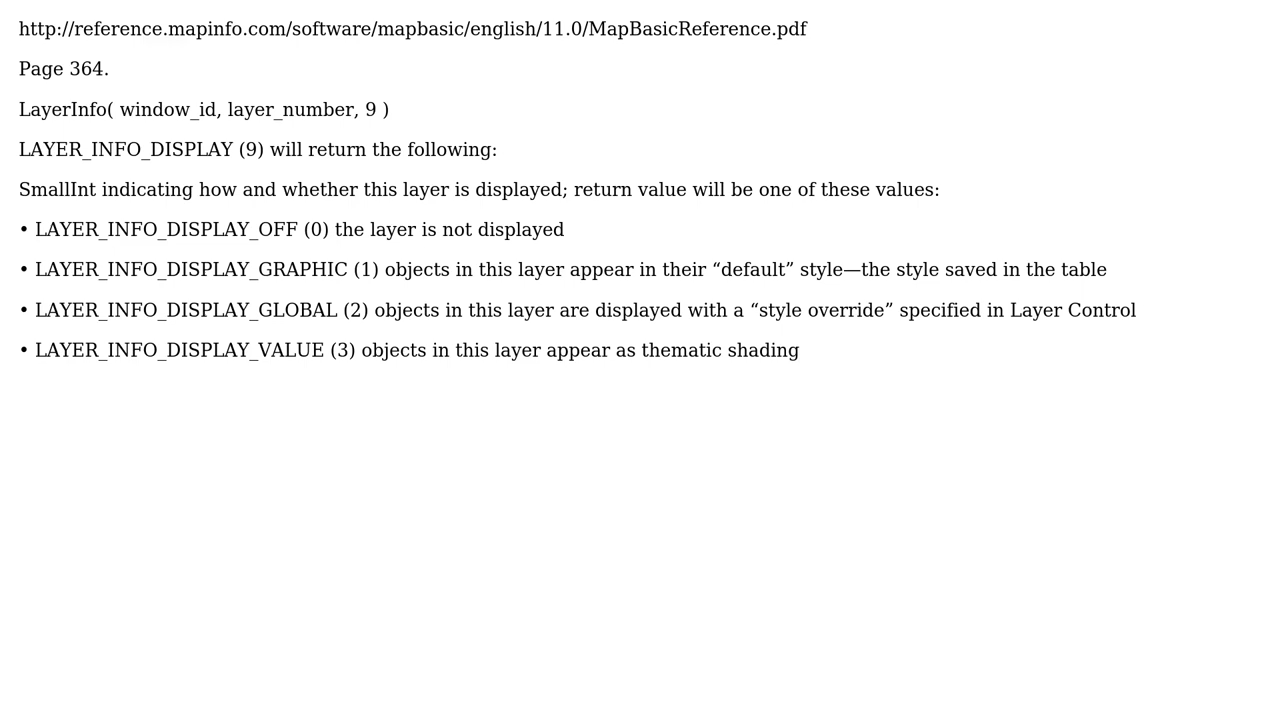 http://reference.mapinfo.com/software/mapbasic/english/11.0/MapBasicReference.pdf
Page 364.
LayerInfo( window_id, layer_number, 9 )
LAYER_INFO_DISPLAY (9) will return the following:
SmallInt indicating how and whether this layer is displayed; return value will be one of these values:
• LAYER_INFO_DISPLAY_OFF (0) the layer is not displayed
• LAYER_INFO_DISPLAY_GRAPHIC (1) objects in this layer appear in their “default” style—the style saved in the table
• LAYER_INFO_DISPLAY_GLOBAL (2) objects in this layer are displayed with a “style override” specified in Layer Control
• LAYER_INFO_DISPLAY_VALUE (3) objects in this layer appear as thematic shading